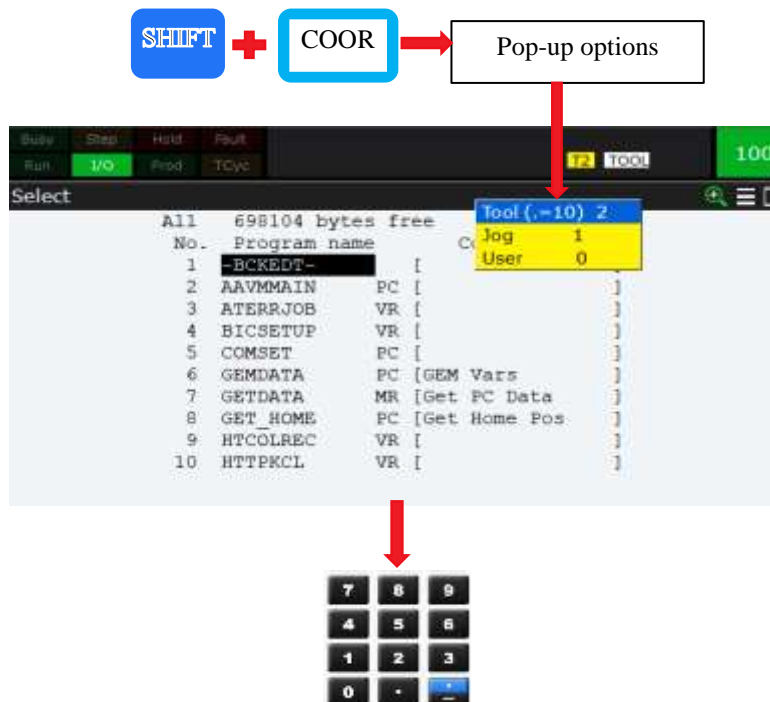 SHIFT COOR Pop-up options
Busy Step Hold Fault
Run I/O Prod TCyc T2 TOOL 100
Select
Tool (.=10) 2
Jog 1
User 0
All 698104 bytes free
No. Program name C
1 -BCKEDT- [ ]
2 AAVMMAIN PC [ ]
3 ATERRJOB VR [ ]
4 BICSETUP VR [ ]
5 COMSET PC [ ]
6 GEMDATA PC [GEM Vars ]
7 GETDATA MR [Get PC Data ]
8 GET_HOME PC [Get Home Pos ]
9 HTCOLREC VR [ ]
10 HTTPKCL VR [ ]
7 8 9
4 5 6
1 2 3
0 .